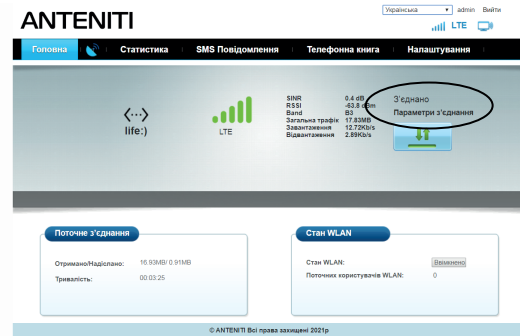 ANTENITI
Українська admin Вийти
LTE
Головна Статистика SMS Повідомлення Телефонна книга Налаштування
life:)
LTE
SINR 0.4 dB
RSSI -63.8 dBm
Band B3
Загальна трафік 17.83MB
Завантаження 12.72Kb/s
Відвантаження 2.89Kb/s
З'єднано
Параметри з'єднання
Поточне з'єднання
Отримано/Надіслано: 16.93MB/ 0.91MB
Тривалість: 00:03:25
Стан WLAN
Стан WLAN: Ввімкнено
Поточних користувачів WLAN: 0
© ANTENITI Всі права захищені 2021р